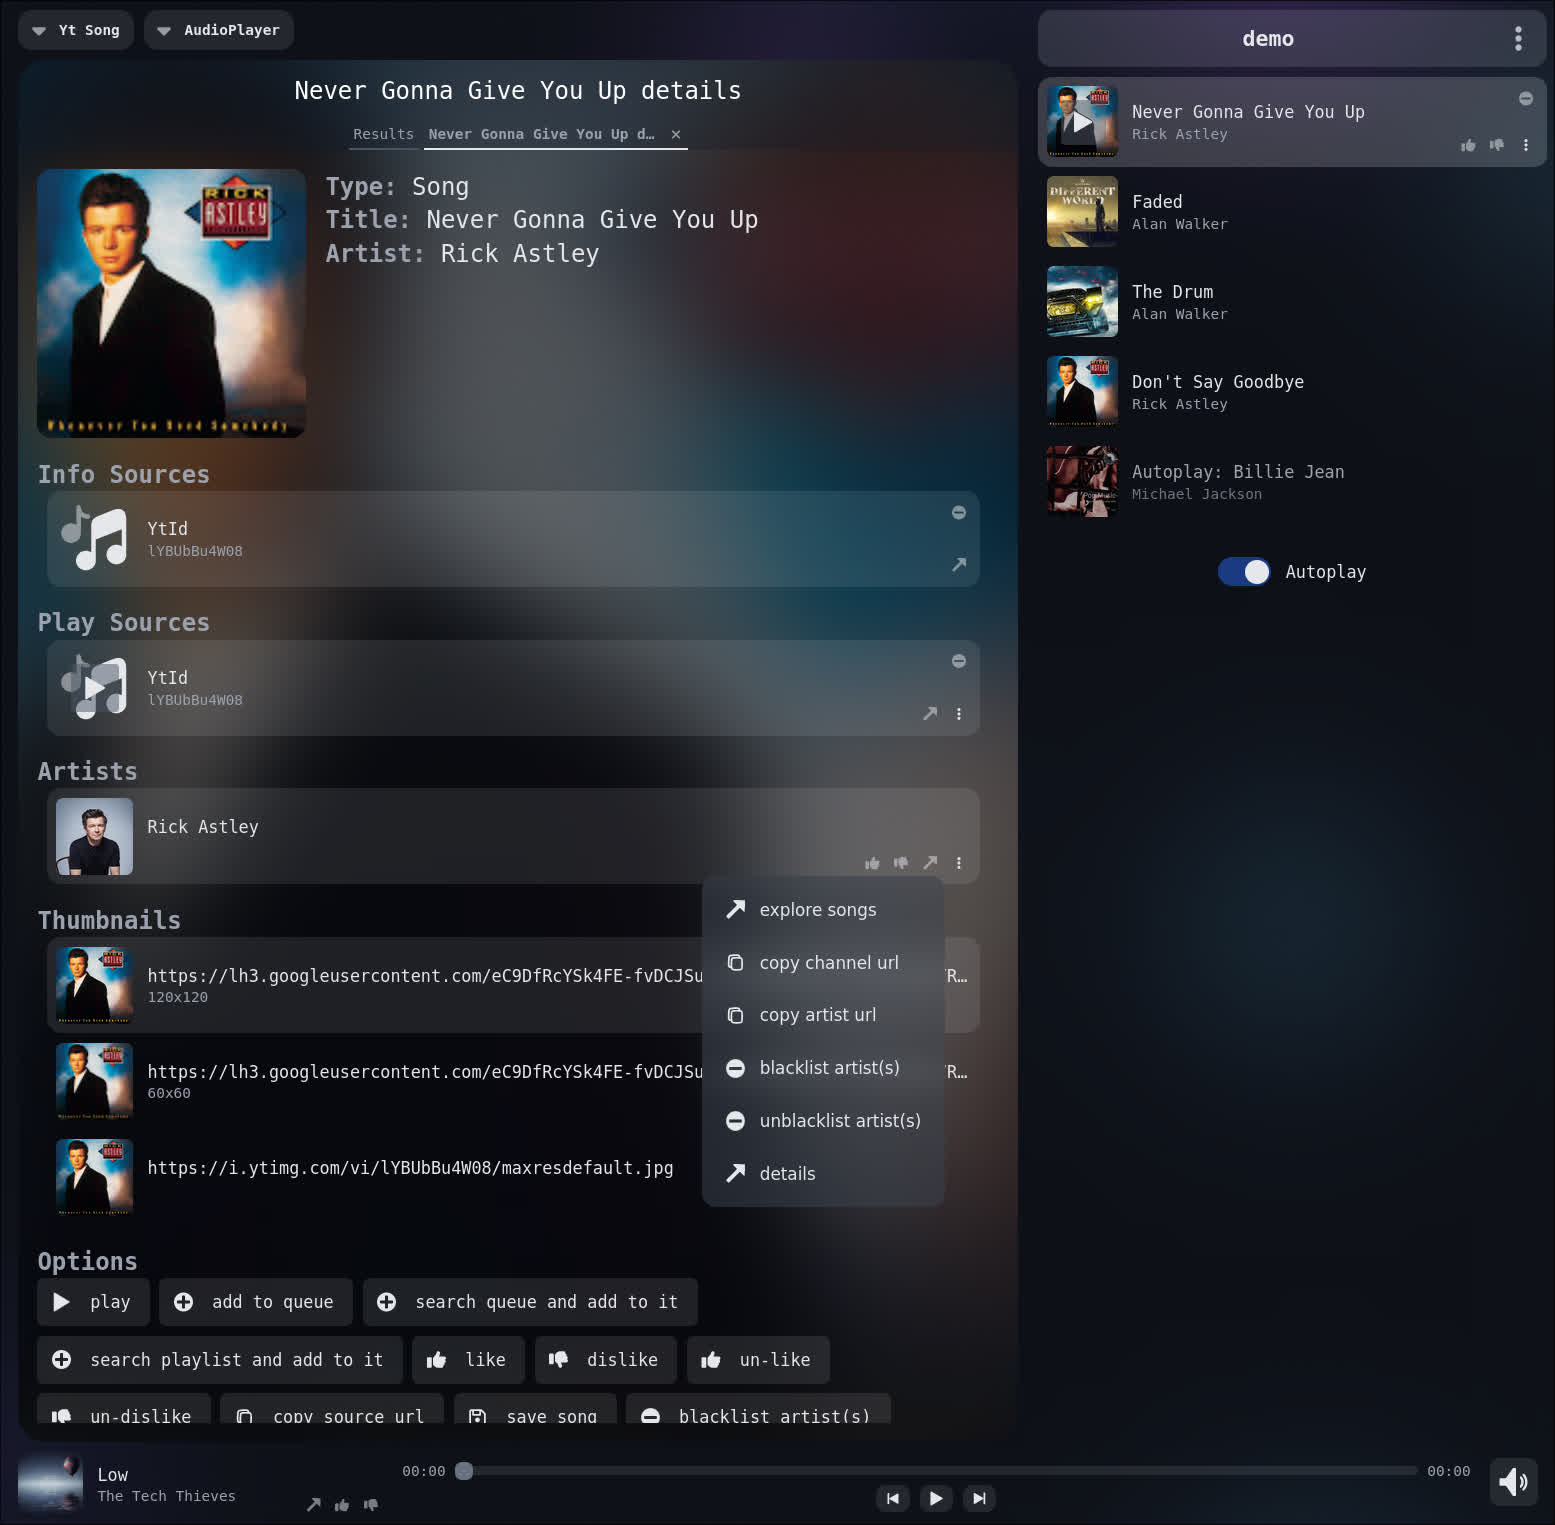 Yt Song
AudioPlayer
Never Gonna Give You Up details
Results
Never Gonna Give You Up d…
RICK
ASTLEY
Whenever You Need Somebody
Type: Song
Title: Never Gonna Give You Up
Artist: Rick Astley
Info Sources
YtId
lYBUbBu4W08
Play Sources
YtId
lYBUbBu4W08
Artists
Rick Astley
Thumbnails
https://lh3.googleusercontent.com/eC9DfRcYSk4FE-fvDCJSu
R…
120x120
https://lh3.googleusercontent.com/eC9DfRcYSk4FE-fvDCJSu
R…
60x60
https://i.ytimg.com/vi/lYBUbBu4W08/maxresdefault.jpg
explore songs
copy channel url
copy artist url
blacklist artist(s)
unblacklist artist(s)
details
Options
play
add to queue
search queue and add to it
search playlist and add to it
like
dislike
un-like
un-dislike
copy source url
save song
blacklist artist(s)
demo
Never Gonna Give You Up
Rick Astley
DIFFERENT
WORLD
Faded
Alan Walker
The Drum
Alan Walker
Don't Say Goodbye
Rick Astley
Autoplay: Billie Jean
Michael Jackson
Autoplay
Low
The Tech Thieves
00:00
00:00